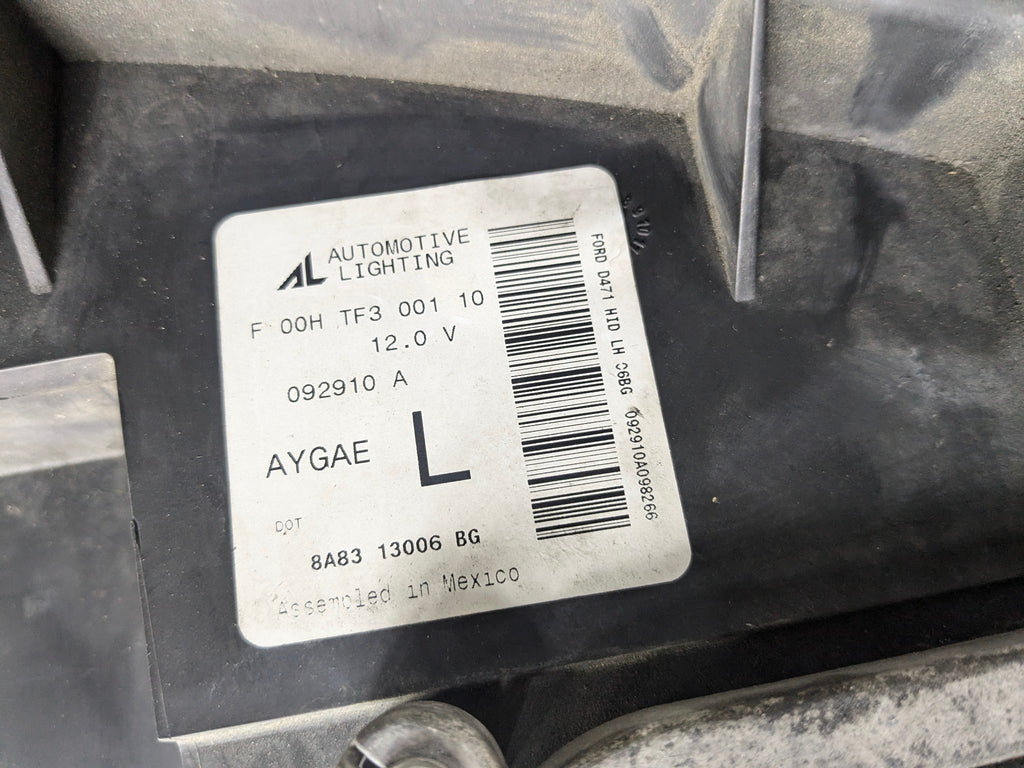 AL AUTOMOTIVE
LIGHTING
F 00H TF3 001 10
12.0 V
092910 A
AYGAE L
DOT
8A83 13006 BG
Assembled in Mexico
FORD D471 HID LH 06BG 092910A098266